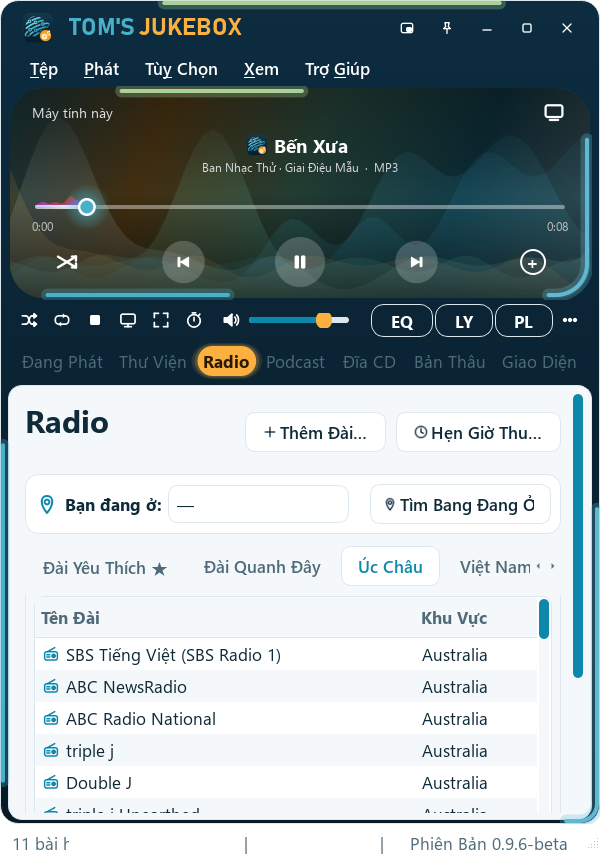 TOM'S JUKEBOX
Tệp Phát Tùy Chọn Xem Trợ Giúp
Máy tính này
Bến Xưa
Ban Nhạc Thử · Giai Điệu Mẫu · MP3
0:00 0:08
EQ LY PL
Đang Phát Thư Viện Radio Podcast Đĩa CD Bản Thâu Giao Diện
Radio
+ Thêm Đài... Hẹn Giờ Thu...
Bạn đang ở: — Tìm Bang Đang Ở
Đài Yêu Thích ★ Đài Quanh Đây Úc Châu Việt Nam
Tên Đài Khu Vực
SBS Tiếng Việt (SBS Radio 1) Australia
ABC NewsRadio Australia
ABC Radio National Australia
triple j Australia
Double J Australia
11 bài Phiên Bản 0.9.6-beta